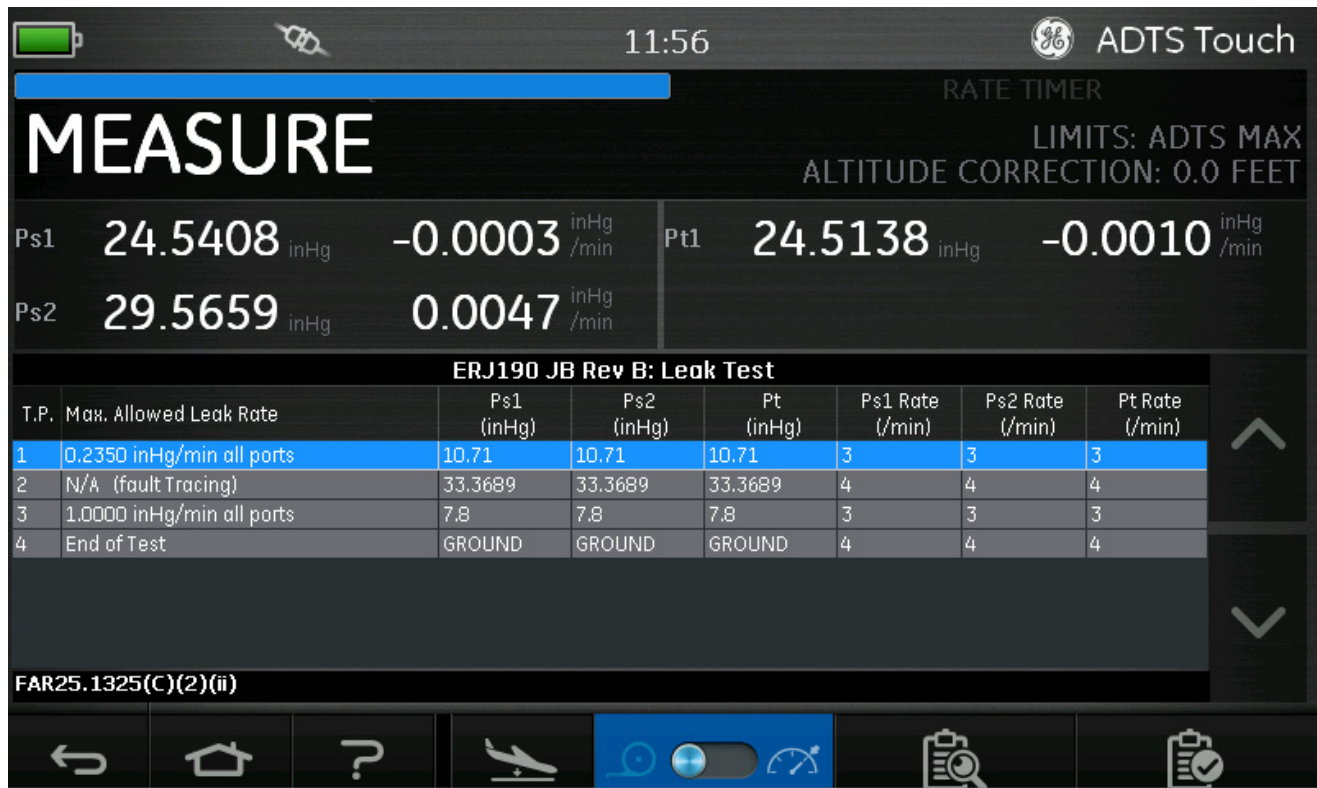 11:56 ADTS Touch
RATE TIMER
MEASURE
LIMITS: ADTS MAX
ALTITUDE CORRECTION: 0.0 FEET
Ps1 24.5408 inHg -0.0003 inHg/min Pt1 24.5138 inHg -0.0010 inHg/min
Ps2 29.5659 inHg 0.0047 inHg/min
ERJ190 JB Rev B: Leak Test
T.P. Max. Allowed Leak Rate Ps1 (inHg) Ps2 (inHg) Pt (inHg) Ps1 Rate (/min) Ps2 Rate (/min) Pt Rate (/min)
1 0.2350 inHg/min all ports 10.71 10.71 10.71 3 3 3
2 N/A (fault Tracing) 33.3689 33.3689 33.3689 4 4 4
3 1.0000 inHg/min all ports 7.8 7.8 7.8 3 3 3
4 End of Test GROUND GROUND GROUND 4 4 4
FAR25.1325(C)(2)(ii)
?